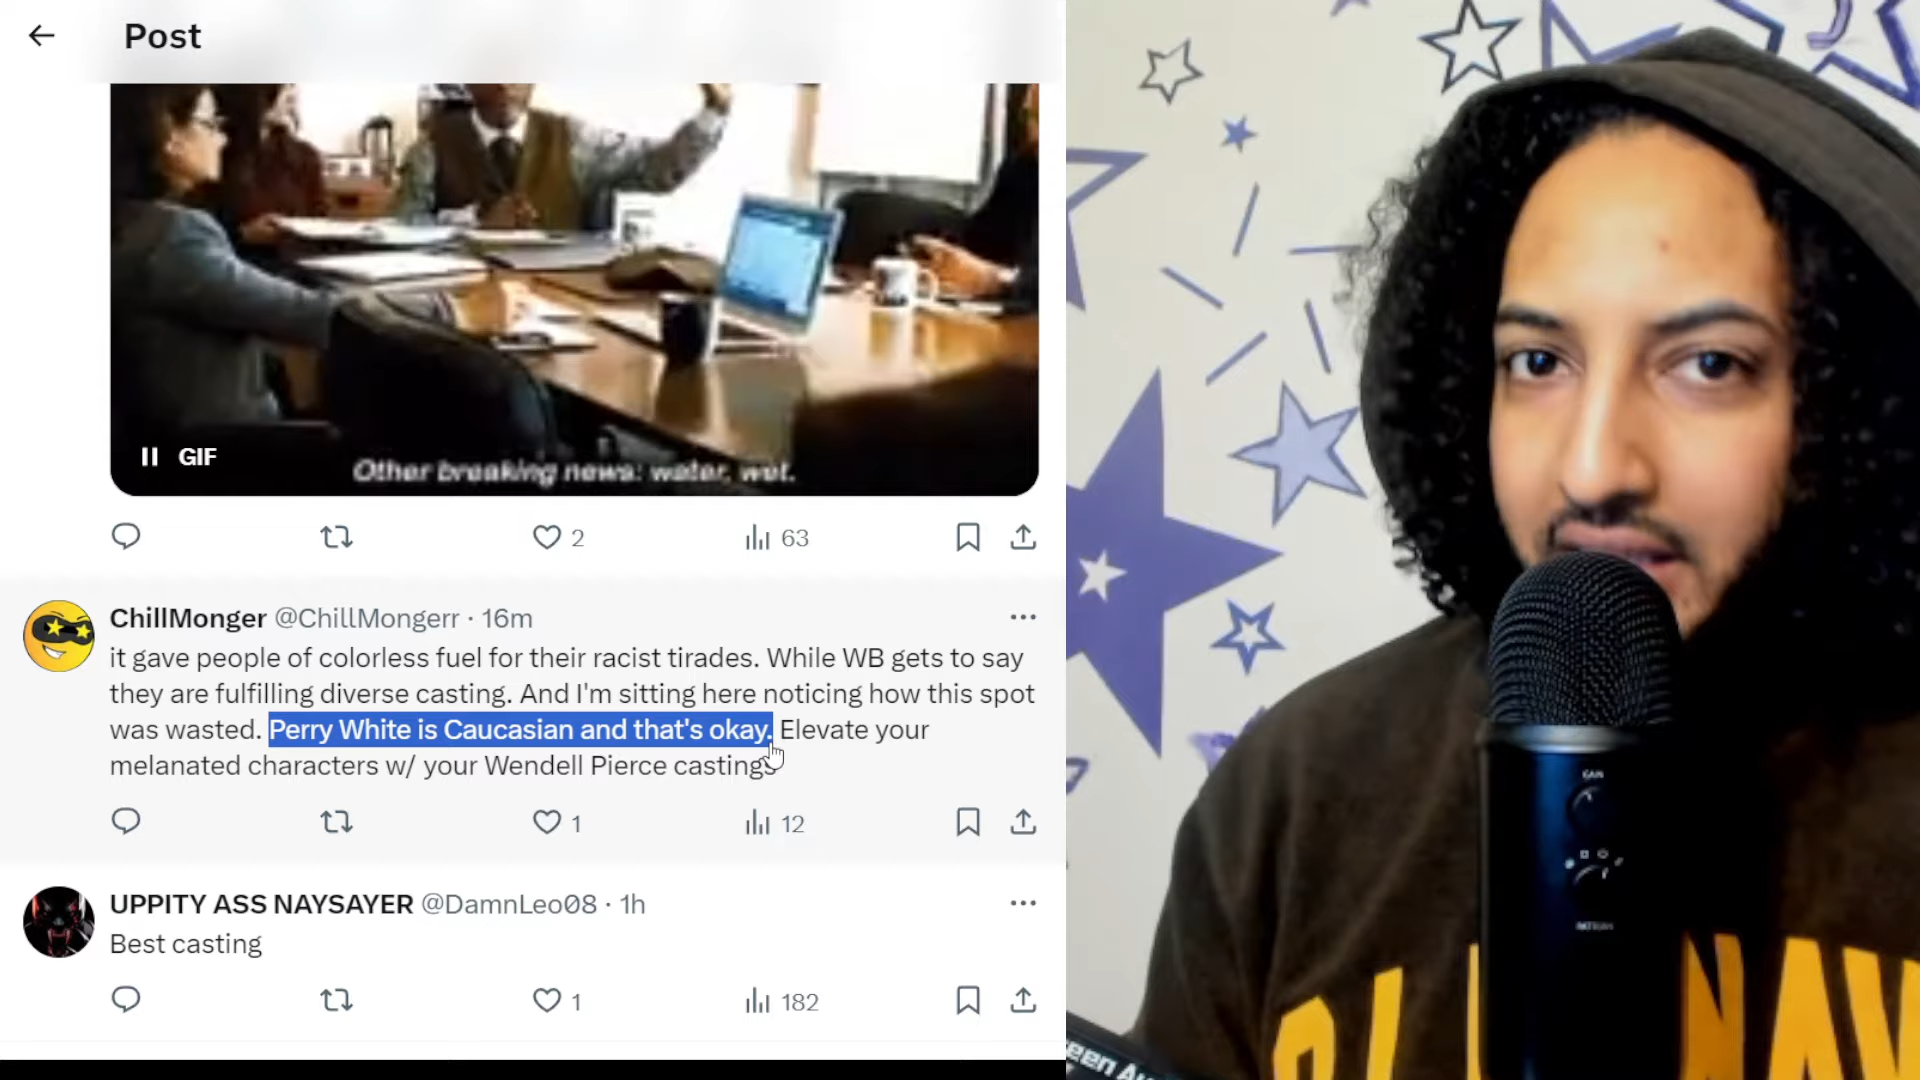 Post
GIF
Other breaking news: water, wet.
2
63
ChillMonger @ChillMongerr · 16m
it gave people of colorless fuel for their racist tirades. While WB gets to say
they are fulfilling diverse casting. And I'm sitting here noticing how this spot
was wasted. Perry White is Caucasian and that's okay. Elevate your
melanated characters w/ your Wendell Pierce castings
1
12
UPPITY ASS NAYSAYER @DamnLeo08 · 1h
Best casting
1
182
GAIN
PATTERN